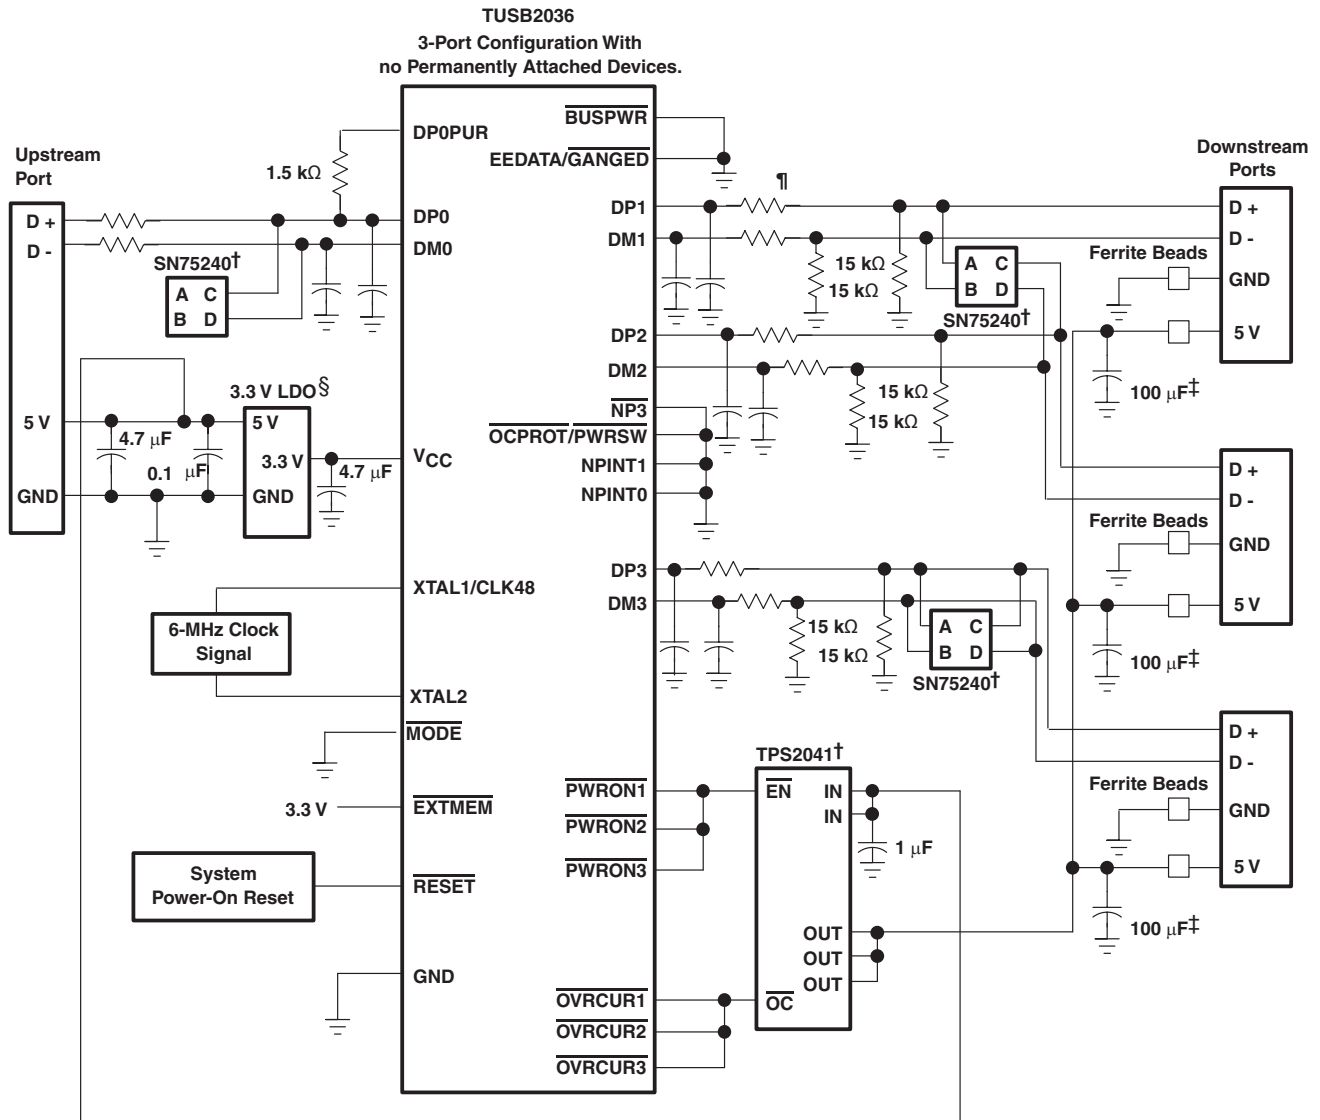 TUSB2036
3-Port Configuration With
no Permanently Attached Devices.
BUSPWR
EEDATA/GANGED
DP0PUR
1.5 kΩ
Upstream
Port
D +
D -
DP0
DM0
SN75240†
A C
B D
5 V
GND
3.3 V LDO§
5 V
3.3 V
GND
4.7 μF
0.1 μF
4.7 μF
VCC
XTAL1/CLK48
6-MHz Clock
Signal
XTAL2
MODE
3.3 V
EXTMEM
System
Power-On Reset
RESET
GND
¶
DP1
DM1
15 kΩ
15 kΩ
A C
B D
SN75240†
DP2
DM2
15 kΩ
15 kΩ
NP3
OCPROT/PWRSW
NPINT1
NPINT0
DP3
DM3
15 kΩ
15 kΩ
A C
B D
SN75240†
PWRON1
PWRON2
PWRON3
OVRCUR1
OVRCUR2
OVRCUR3
TPS2041†
EN
IN
IN
1 μF
OUT
OUT
OUT
OC
Downstream
Ports
D +
D -
Ferrite Beads
GND
5 V
100 μF‡
D +
D -
Ferrite Beads
GND
5 V
100 μF‡
D +
D -
Ferrite Beads
GND
5 V
100 μF‡